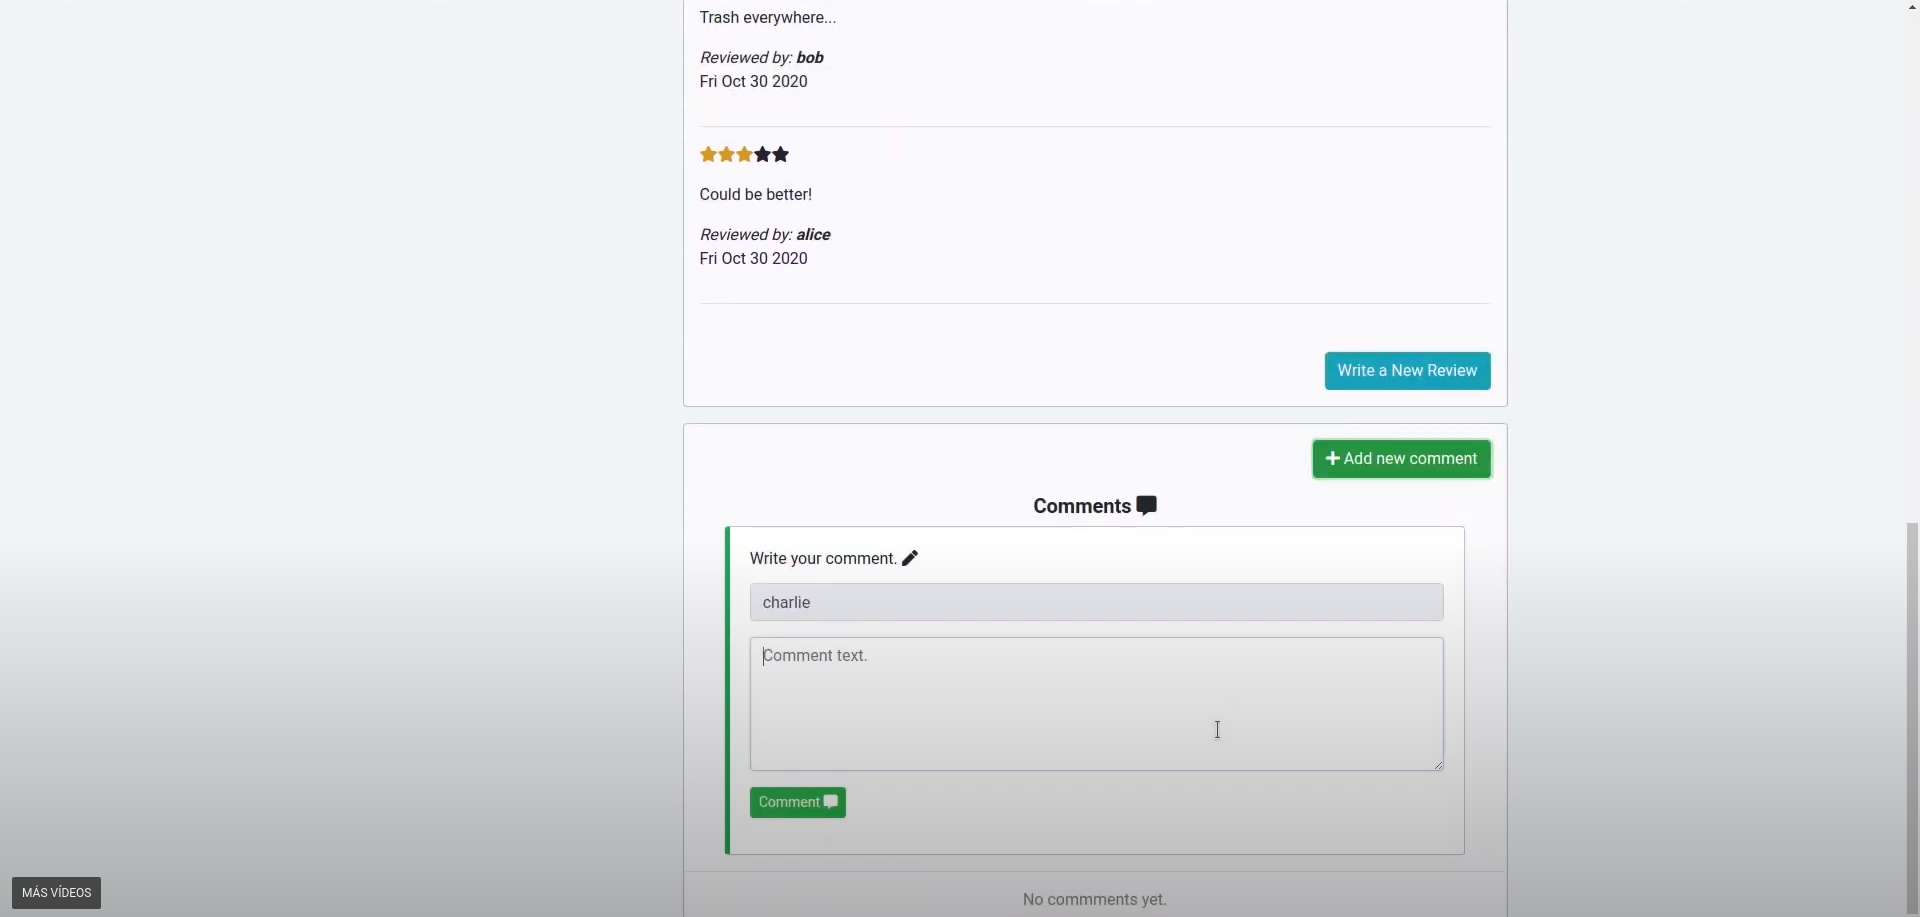 Trash everywhere...
Reviewed by: bob
Fri Oct 30 2020
Could be better!
Reviewed by: alice
Fri Oct 30 2020
Write a New Review
Add new comment
Comments
Write your comment.
charlie
Comment text.
Comment
MÁS VÍDEOS
No commments yet.